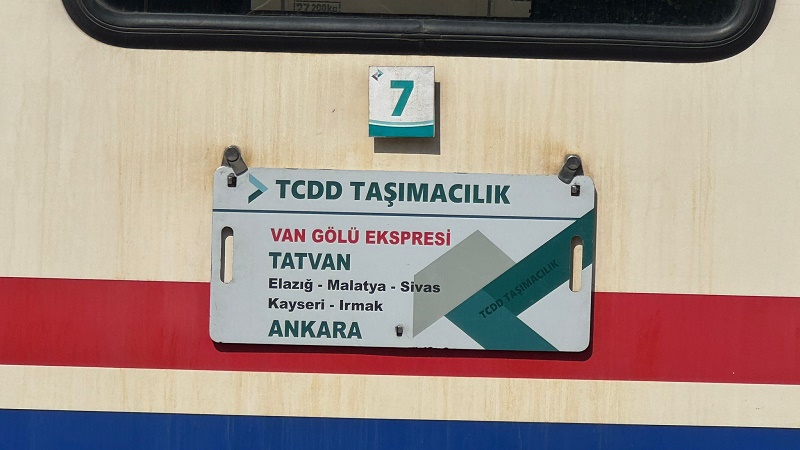 7
TCDD TAŞIMACILIK
VAN GÖLÜ EKSPRESİ
TATVAN
Elazığ - Malatya - Sivas
Kayseri - Irmak
ANKARA
TCDD TAŞIMACILIK